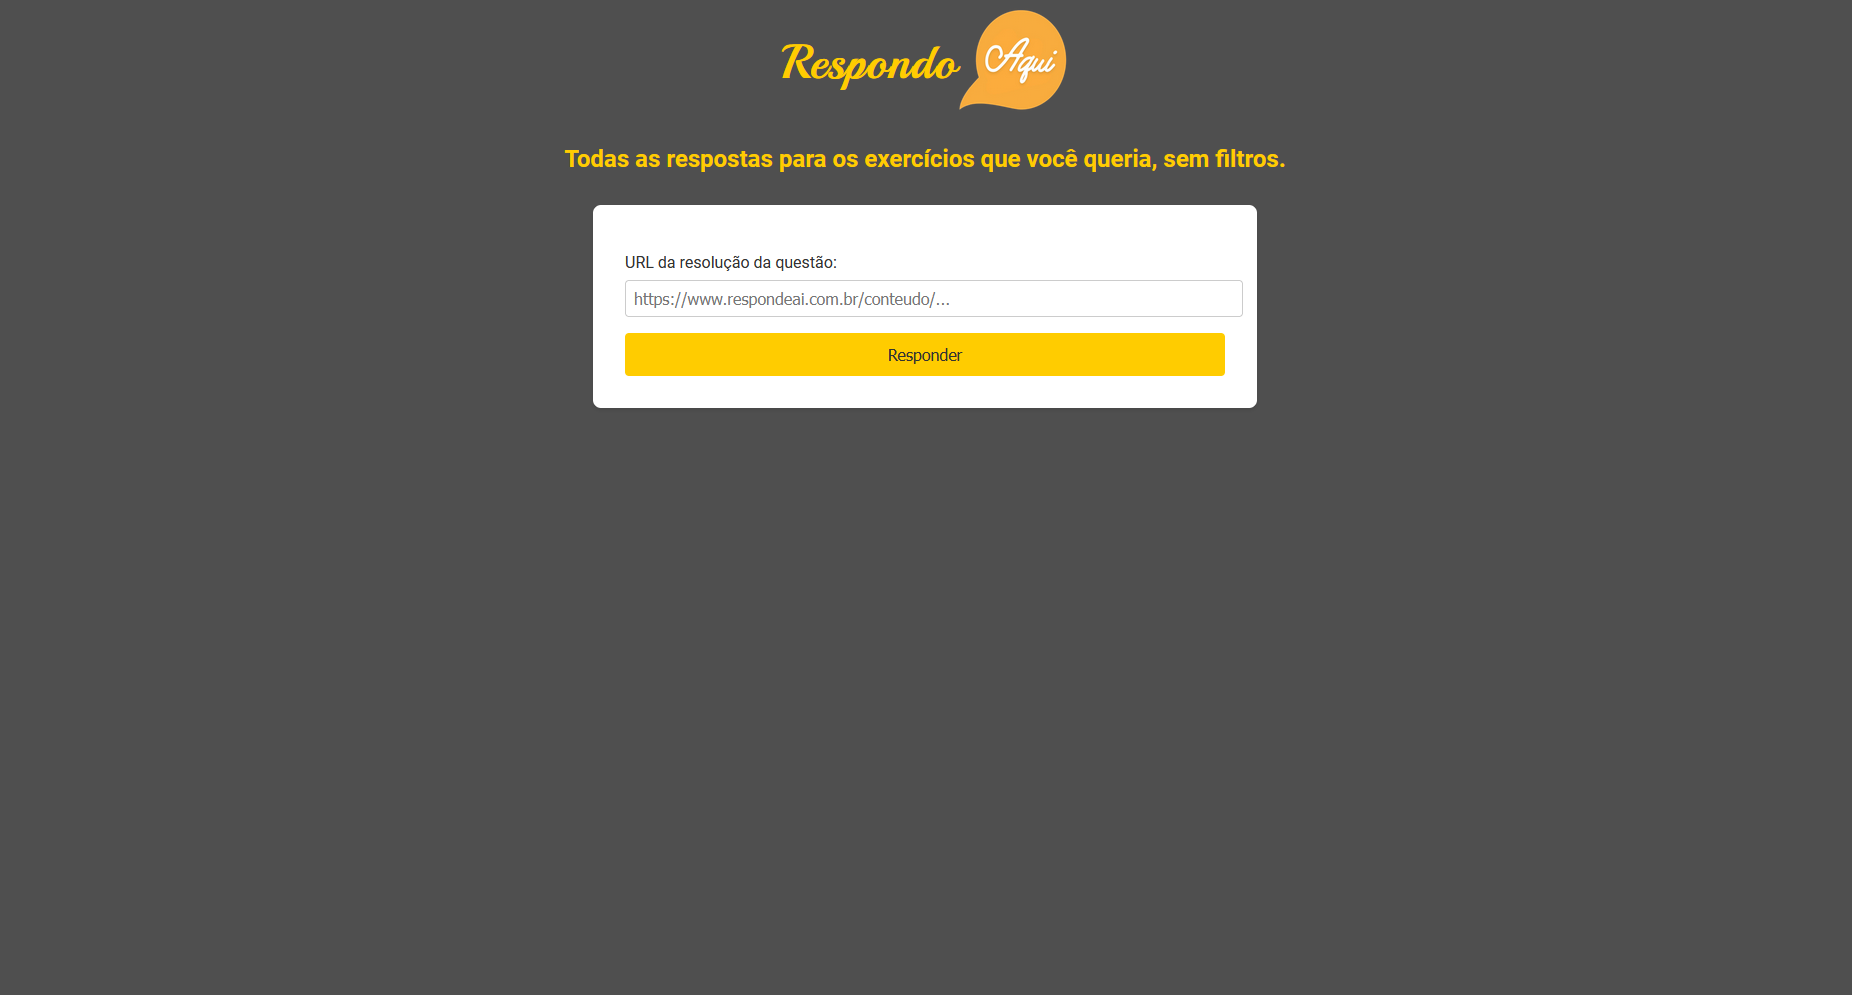 Respondo Aqui
Todas as respostas para os exercícios que você queria, sem filtros.
URL da resolução da questão:
https://www.respondeai.com.br/conteudo/...
Responder